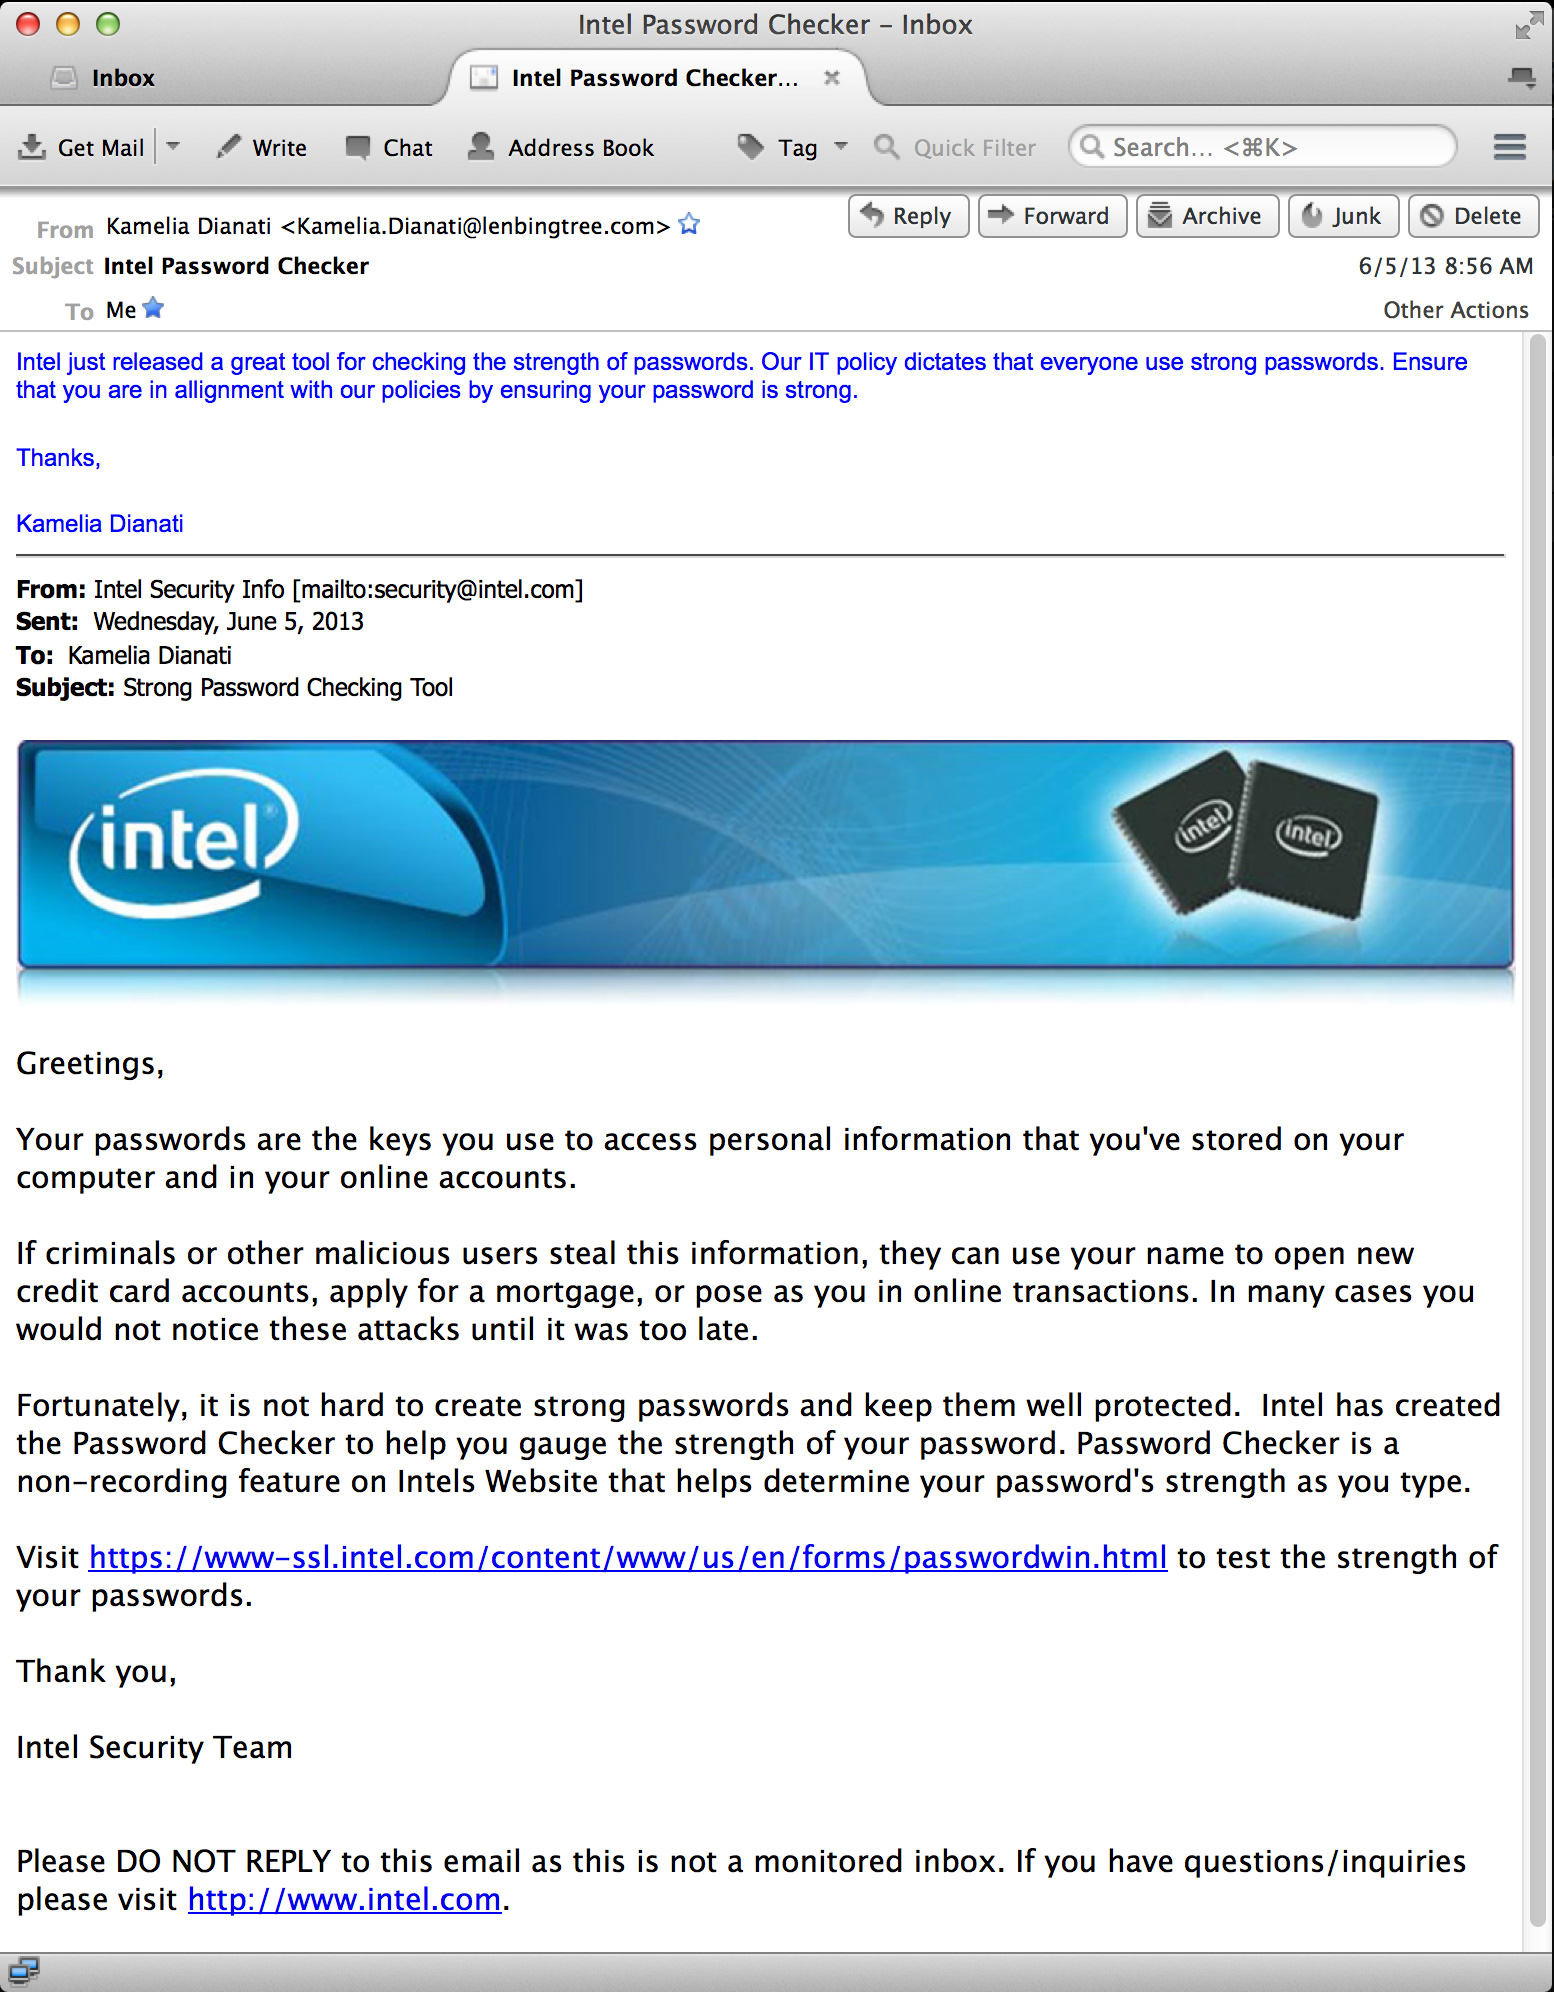 Intel Password Checker – Inbox
Inbox
Intel Password Checker...
Get Mail
Write
Chat
Address Book
Tag
Quick Filter
Search... <⌘K>
From Kamelia Dianati <Kamelia.Dianati@lenbingtree.com>
Reply
Forward
Archive
Junk
Delete
Subject Intel Password Checker
6/5/13 8:56 AM
To Me
Other Actions
Intel just released a great tool for checking the strength of passwords. Our IT policy dictates that everyone use strong passwords. Ensure
that you are in allignment with our policies by ensuring your password is strong.
Thanks,
Kamelia Dianati
From: Intel Security Info [mailto:security@intel.com]
Sent: Wednesday, June 5, 2013
To: Kamelia Dianati
Subject: Strong Password Checking Tool
intel®
intel
intel
Greetings,
Your passwords are the keys you use to access personal information that you've stored on your
computer and in your online accounts.
If criminals or other malicious users steal this information, they can use your name to open new
credit card accounts, apply for a mortgage, or pose as you in online transactions. In many cases you
would not notice these attacks until it was too late.
Fortunately, it is not hard to create strong passwords and keep them well protected. Intel has created
the Password Checker to help you gauge the strength of your password. Password Checker is a
non-recording feature on Intels Website that helps determine your password's strength as you type.
Visit https://www-ssl.intel.com/content/www/us/en/forms/passwordwin.html to test the strength of
your passwords.
Thank you,
Intel Security Team
Please DO NOT REPLY to this email as this is not a monitored inbox. If you have questions/inquiries
please visit http://www.intel.com.